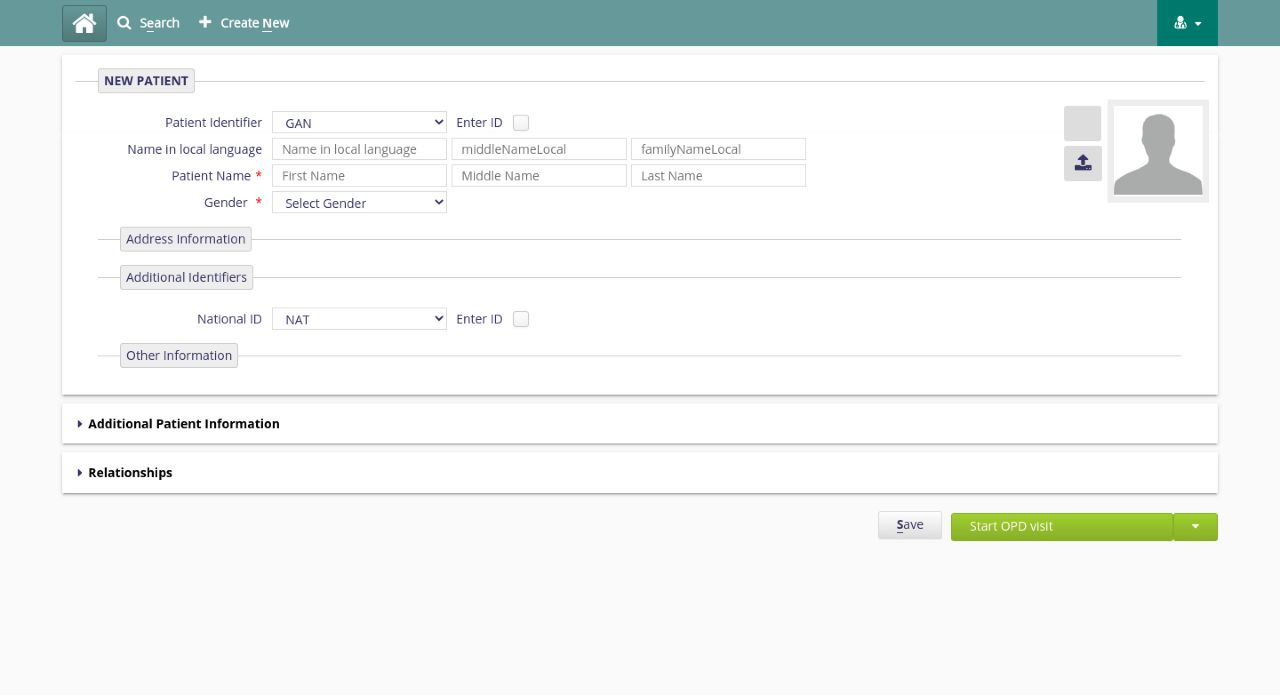 Search Create New
NEW PATIENT
Patient Identifier GAN Enter ID
Name in local language Name in local language middleNameLocal familyNameLocal
Patient Name * First Name Middle Name Last Name
Gender * Select Gender
Address Information
Additional Identifiers
National ID NAT Enter ID
Other Information
Additional Patient Information
Relationships
Save Start OPD visit